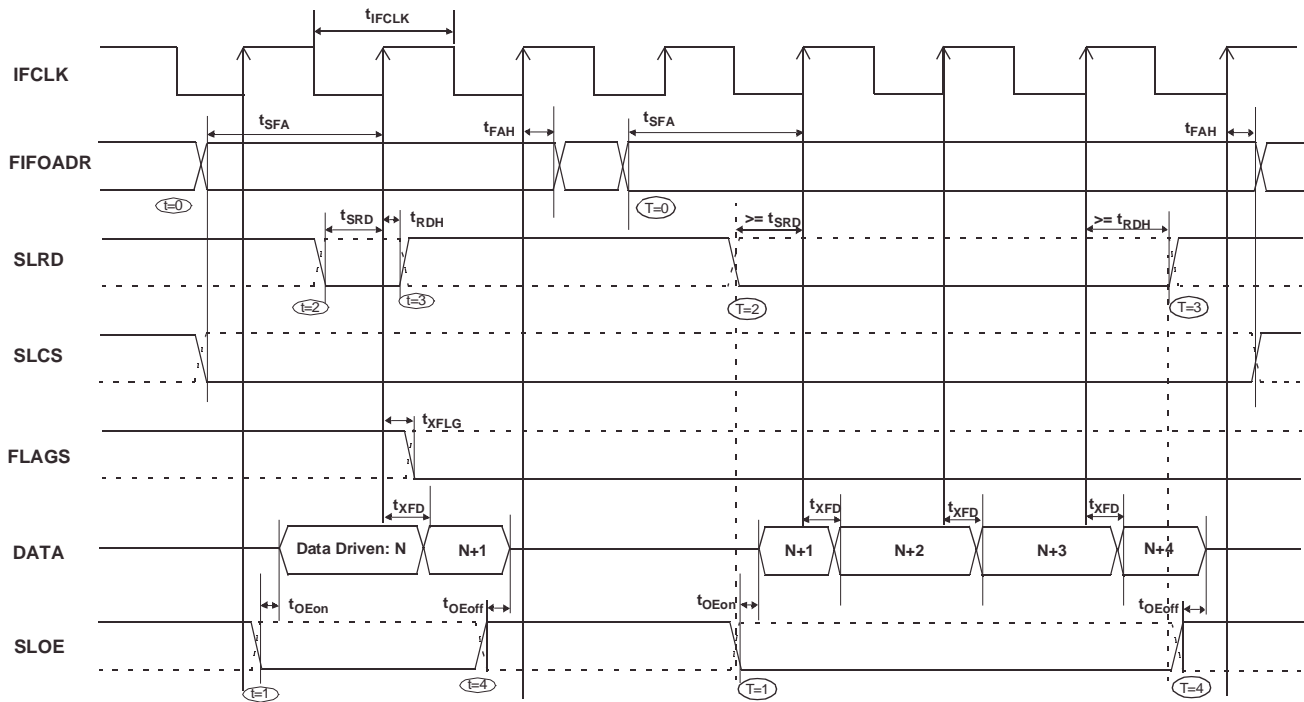 tIFCLK
IFCLK
tSFA
tFAH
tSFA
tFAH
FIFOADR
t=0
T=0
tSRD
tRDH
>= tSRD
>= tRDH
SLRD
t=2
t=3
T=2
T=3
SLCS
tXFLG
FLAGS
tXFD
tXFD
tXFD
tXFD
DATA
Data Driven: N
N+1
N+1
N+2
N+3
N+4
tOEon
tOEoff
tOEon
tOEoff
SLOE
t=1
t=4
T=1
T=4